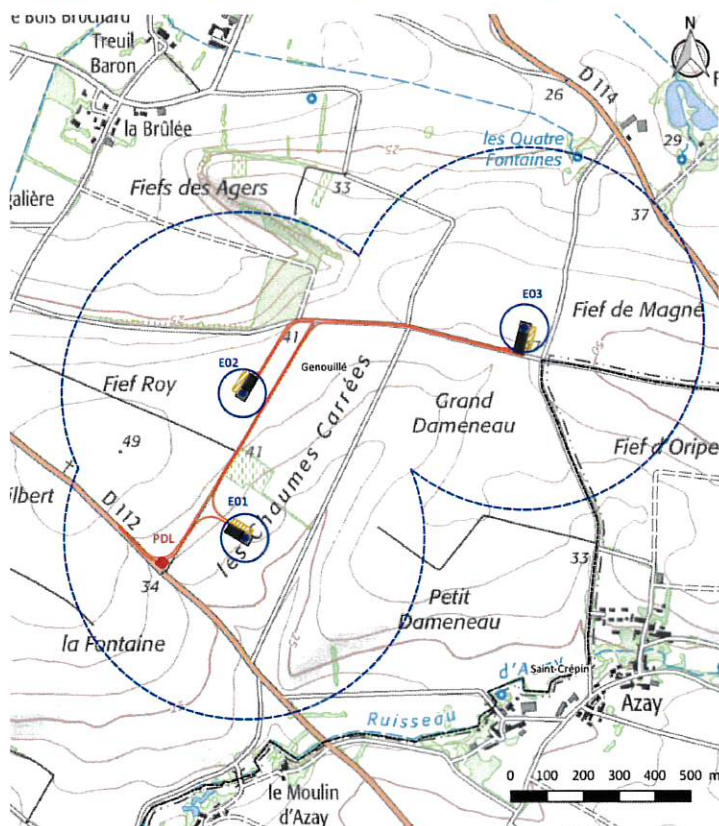 e Bois Brochard
Treuil
Baron
la Brûlée
galière
Fiefs des Agers
33
25
26
D 114
les Quatre
Fontaines
29
37
N
F
E03
Fief de Magné
41
Genouillé
E02
Fief Roy
les Chaumes Carrées
Grand
Dameneau
Fief d'Oripe
49
41
ilbert
D 112
E01
PDL
34
33
la Fontaine
Petit
Dameneau
25
d'A
Saint-Crépin
Azay
Ruisseau
le Moulin
d'Azay
0 100 200 300 400 500 m